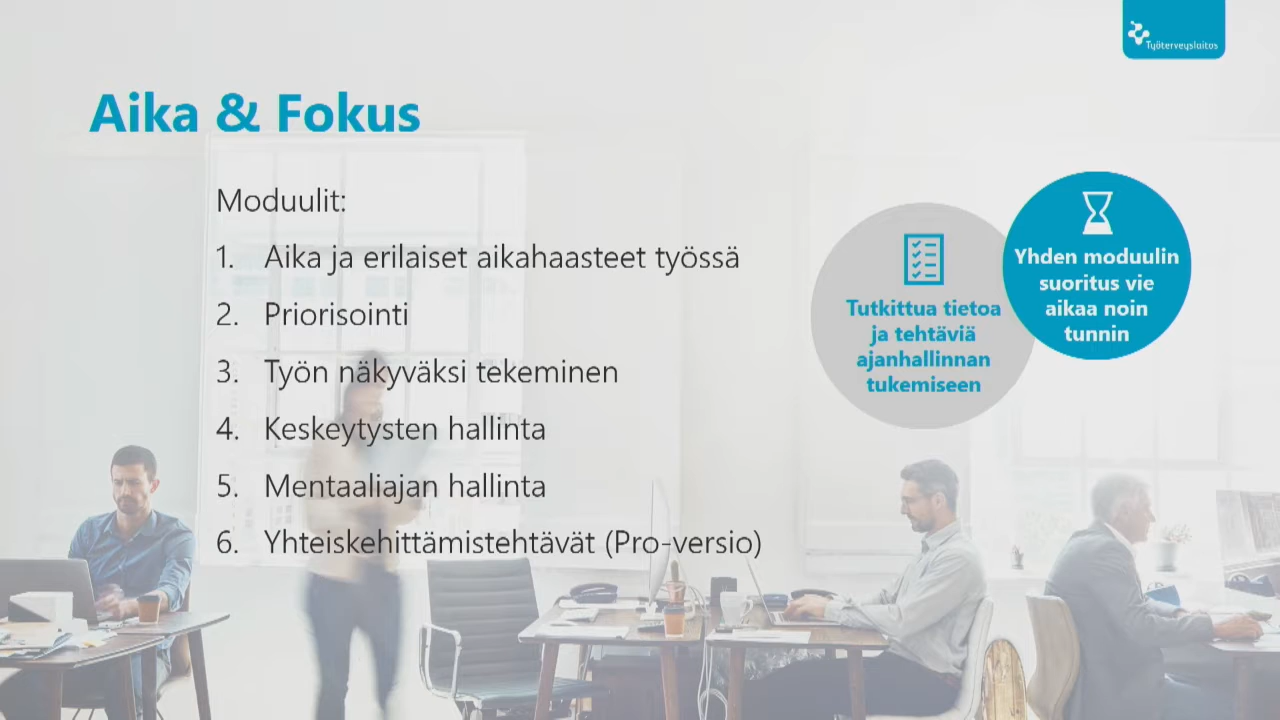 Työterveyslaitos
Aika & Fokus
Moduulit:
1. Aika ja erilaiset aikahaasteet työssä
2. Priorisointi
3. Työn näkyväksi tekeminen
4. Keskeytysten hallinta
5. Mentaaliajan hallinta
6. Yhteiskehittämistehtävät (Pro-versio)
Tutkittua tietoa
ja tehtäviä
ajanhallinnan
tukemiseen
Yhden moduulin
suoritus vie
aikaa noin
tunnin